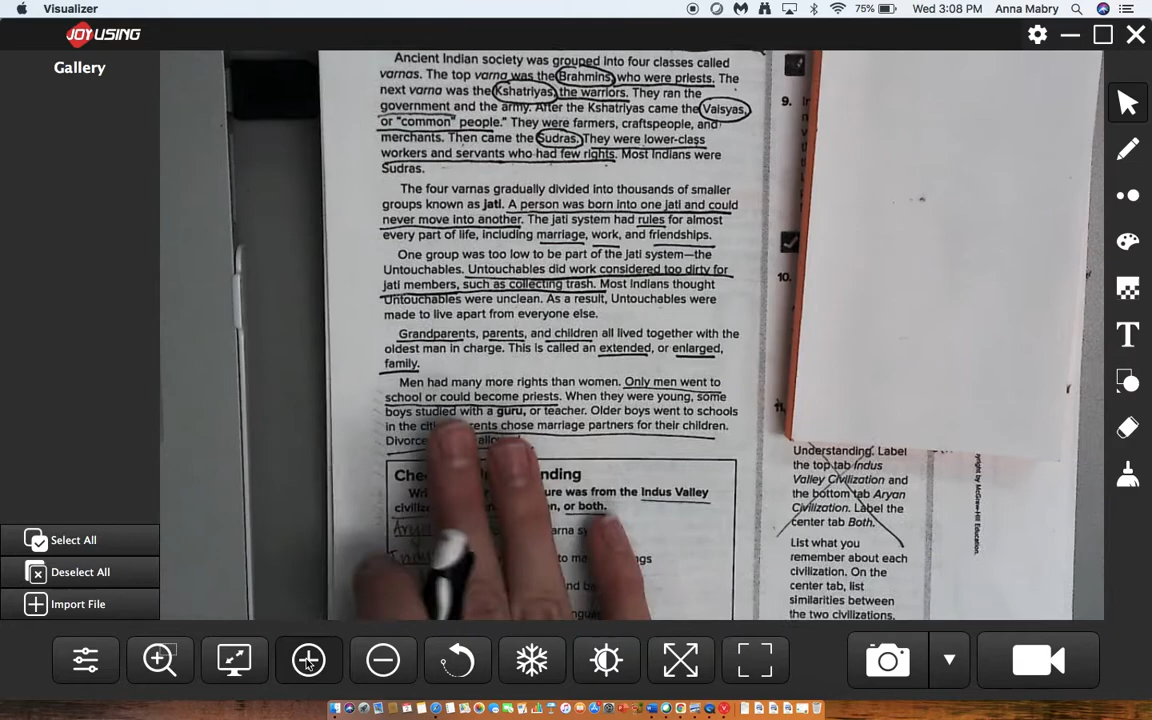 Visualizer
75%
Wed 3:08 PM
Anna Mabry
JOYUSING
Gallery
Ancient Indian society was grouped into four classes called
varnas. The top varna was the Brahmins, who were priests. The
next varna was the Kshatriyas, the warriors. They ran the
government and the army. After the Kshatriyas came the Vaisyas,
or "common" people." They were farmers, craftspeople, and
merchants. Then came the Sudras. They were lower-class
workers and servants who had few rights. Most Indians were
Sudras.
The four varnas gradually divided into thousands of smaller
groups known as jati. A person was born into one jati and could
never move into another. The jati system had rules for almost
every part of life, including marriage, work, and friendships.
One group was too low to be part of the jati system—the
Untouchables. Untouchables did work considered too dirty for
jati members, such as collecting trash. Most Indians thought
Untouchables were unclean. As a result, Untouchables were
made to live apart from everyone else.
Grandparents, parents, and children all lived together with the
oldest man in charge. This is called an extended, or enlarged,
family.
Men had many more rights than women. Only men went to
school or could become priests. When they were young, some
boys studied with a guru, or teacher. Older boys went to schools
in the chose marriage partners for their children.
Divorce
ure was from the Indus Valley
or both.
9.
10.
11.
Understanding. Label
the top tab Indus
Valley Civilization and
the bottom tab Aryan
Civilization. Label the
center tab Both.
List what you
remember about each
civilization. On the
center tab, list
similarities between
the two civilizations.
yright by McGraw-Hill Education.
Select All
Deselect All
Import File
T